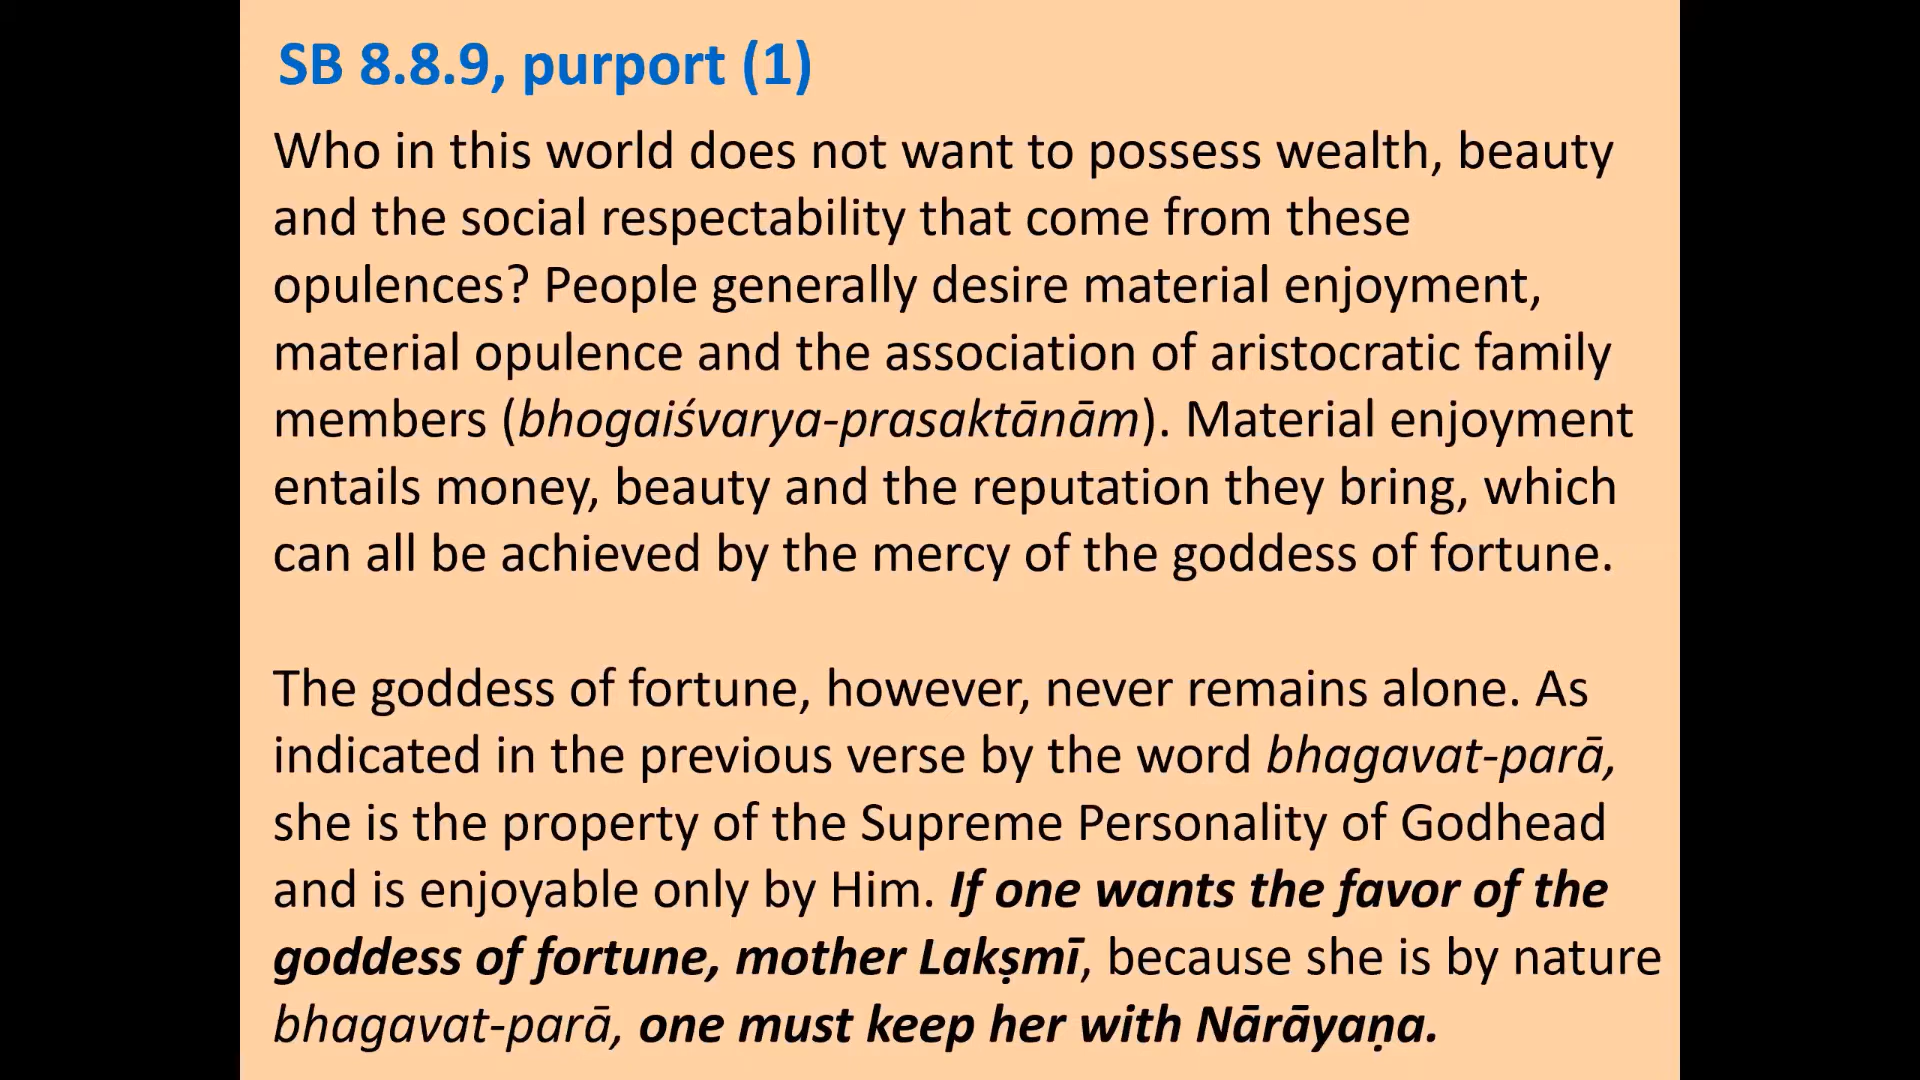 SB 8.8.9, purport (1)
Who in this world does not want to possess wealth, beauty
and the social respectability that come from these
opulences? People generally desire material enjoyment,
material opulence and the association of aristocratic family
members (bhogaiśvarya-prasaktānām). Material enjoyment
entails money, beauty and the reputation they bring, which
can all be achieved by the mercy of the goddess of fortune.
The goddess of fortune, however, never remains alone. As
indicated in the previous verse by the word bhagavat-parā,
she is the property of the Supreme Personality of Godhead
and is enjoyable only by Him. If one wants the favor of the
goddess of fortune, mother Lakṣmī, because she is by nature
bhagavat-parā, one must keep her with Nārāyaṇa.